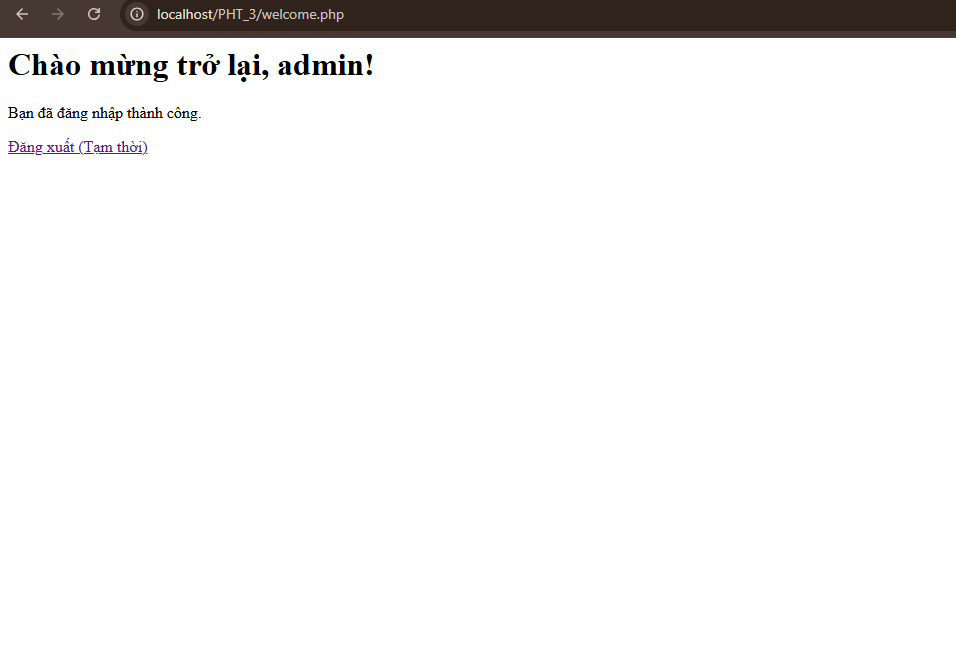 localhost/PHT_3/welcome.php
Chào mừng trở lại, admin!
Bạn đã đăng nhập thành công.
Đăng xuất (Tạm thời)